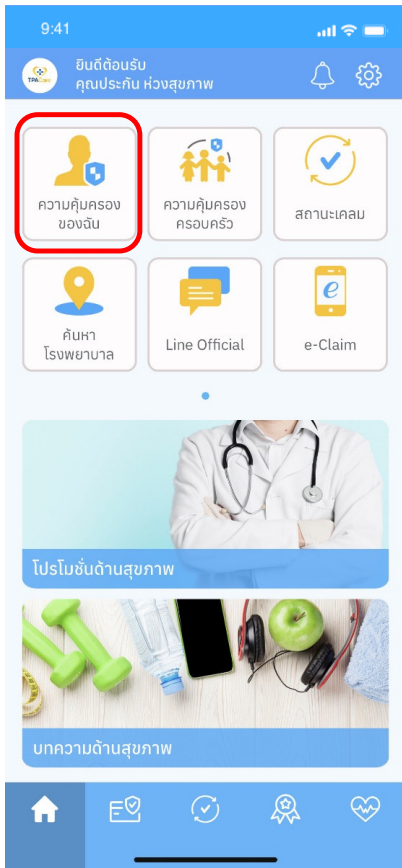 9:41
TPACare
ยินดีต้อนรับ
คุณประกัน ห่วงสุขภาพ
ความคุ้มครอง
ของฉัน
ความคุ้มครอง
ครอบครัว
สถานะเคลม
ค้นหา
โรงพยาบาล
Line Official
e
e-Claim
โปรโมชั่นด้านสุขภาพ
บทความด้านสุขภาพ